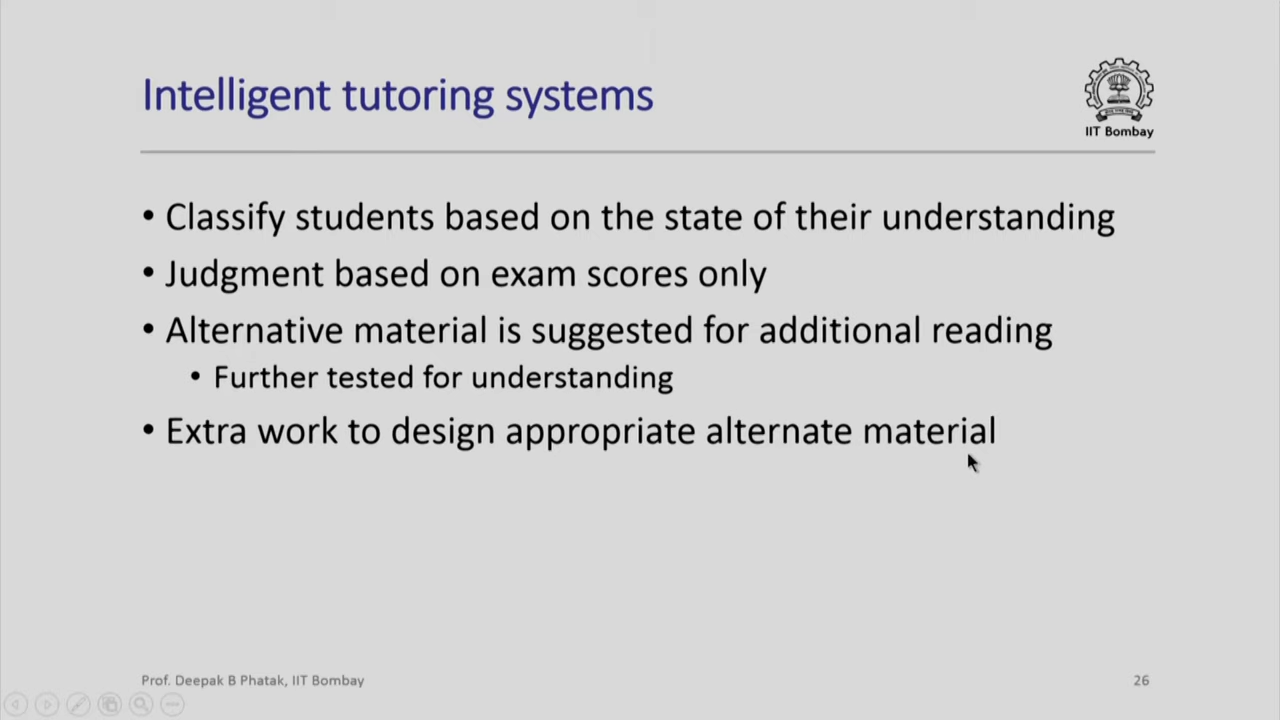 Intelligent tutoring systems
IIT Bombay
• Classify students based on the state of their understanding
• Judgment based on exam scores only
• Alternative material is suggested for additional reading
• Further tested for understanding
• Extra work to design appropriate alternate material
Prof. Deepak B Phatak, IIT Bombay
26